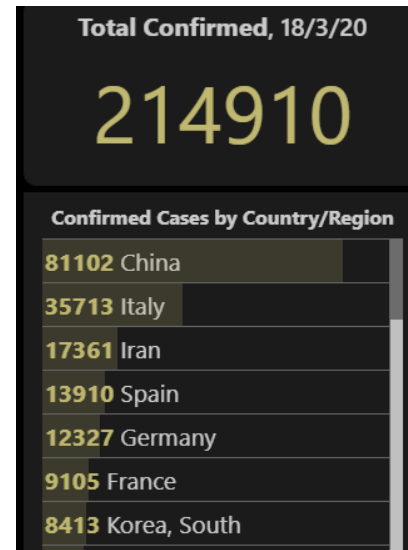 Total Confirmed, 18/3/20
214910
Confirmed Cases by Country/Region
81102 China
35713 Italy
17361 Iran
13910 Spain
12327 Germany
9105 France
8413 Korea, South